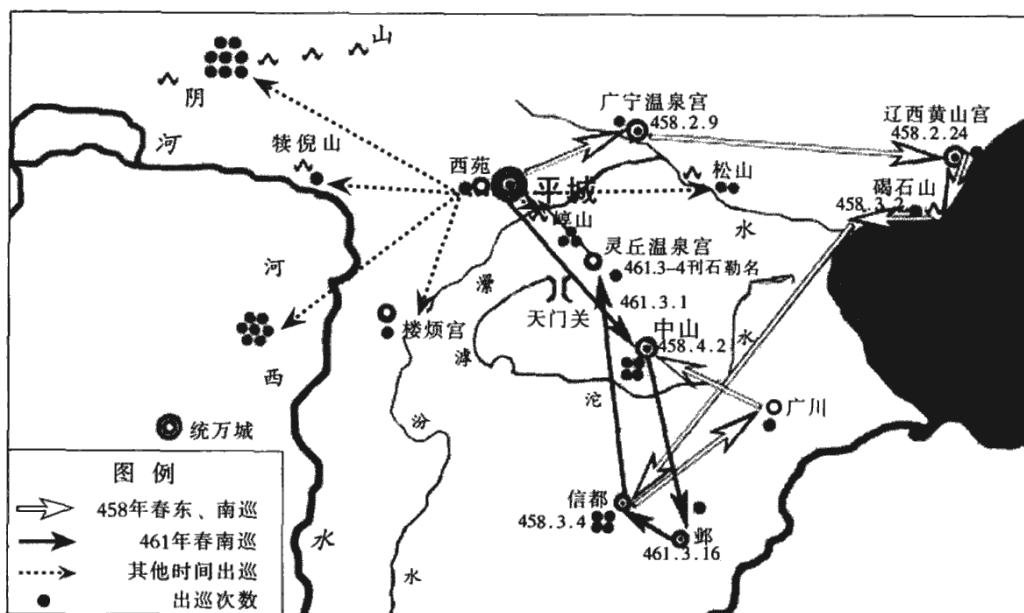 山
阴
河
广宁温泉宫
458.2.9
辽西黄山宫
458.2.24
犊倪山
西苑
平城
松山
碣石山
458.3.2
崞山
水
灵丘温泉宫
461.3-4刊石勒名
河
灅
461.3.1
天门关
楼烦宫
中山
458.4.2
水
滹
沱
西
汾
广川
统万城
信都
458.3.4
邺
461.3.16
水
水
图例
458年春东、南巡
461年春南巡
其他时间出巡
出巡次数